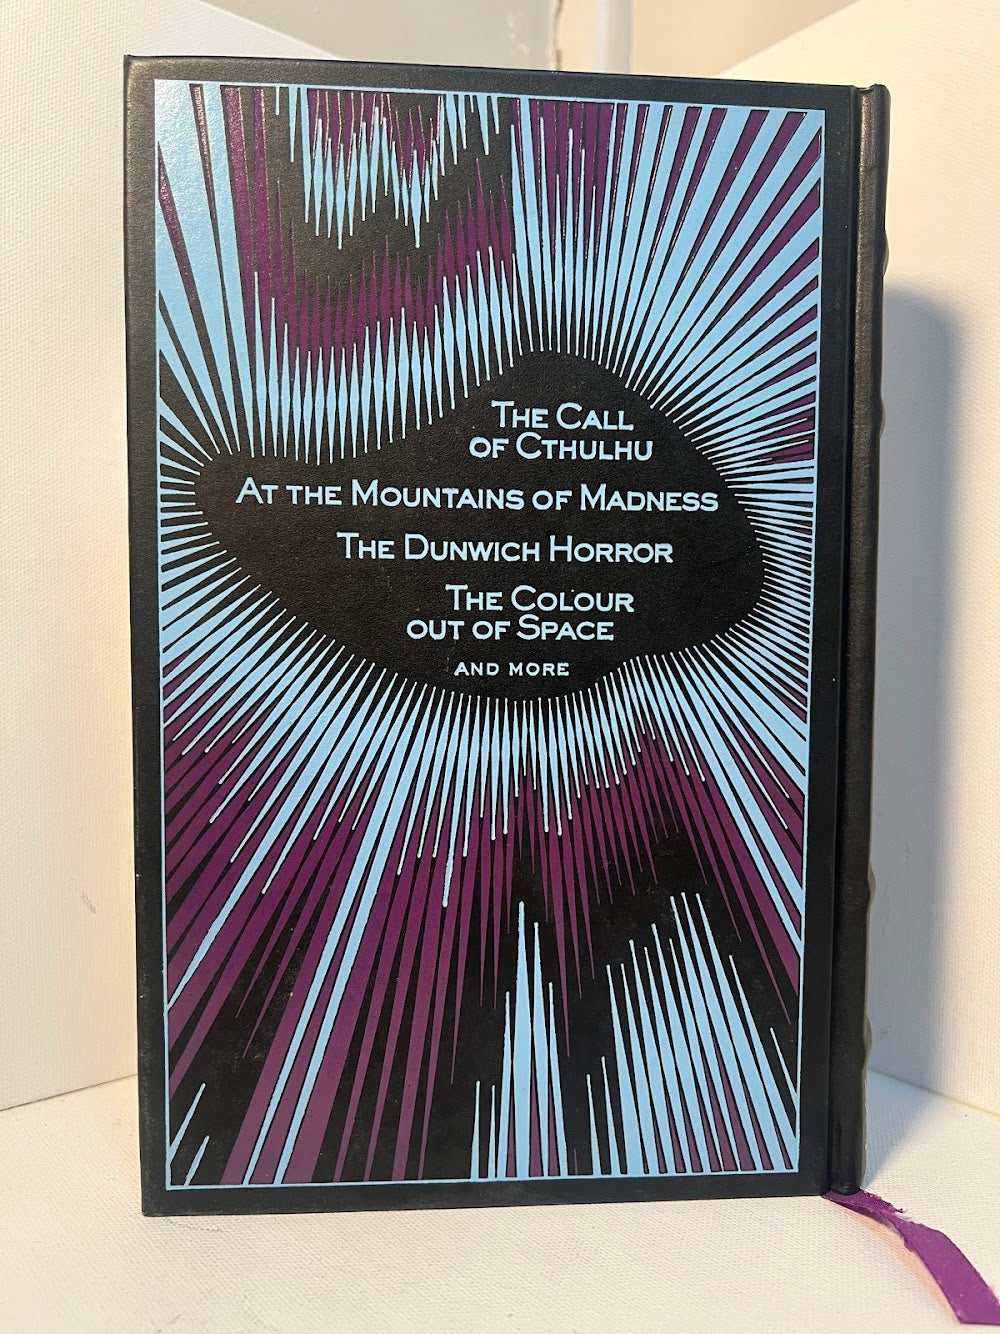 The Call
of Cthulhu
At the Mountains of Madness
The Dunwich Horror
The Colour
out of Space
and more